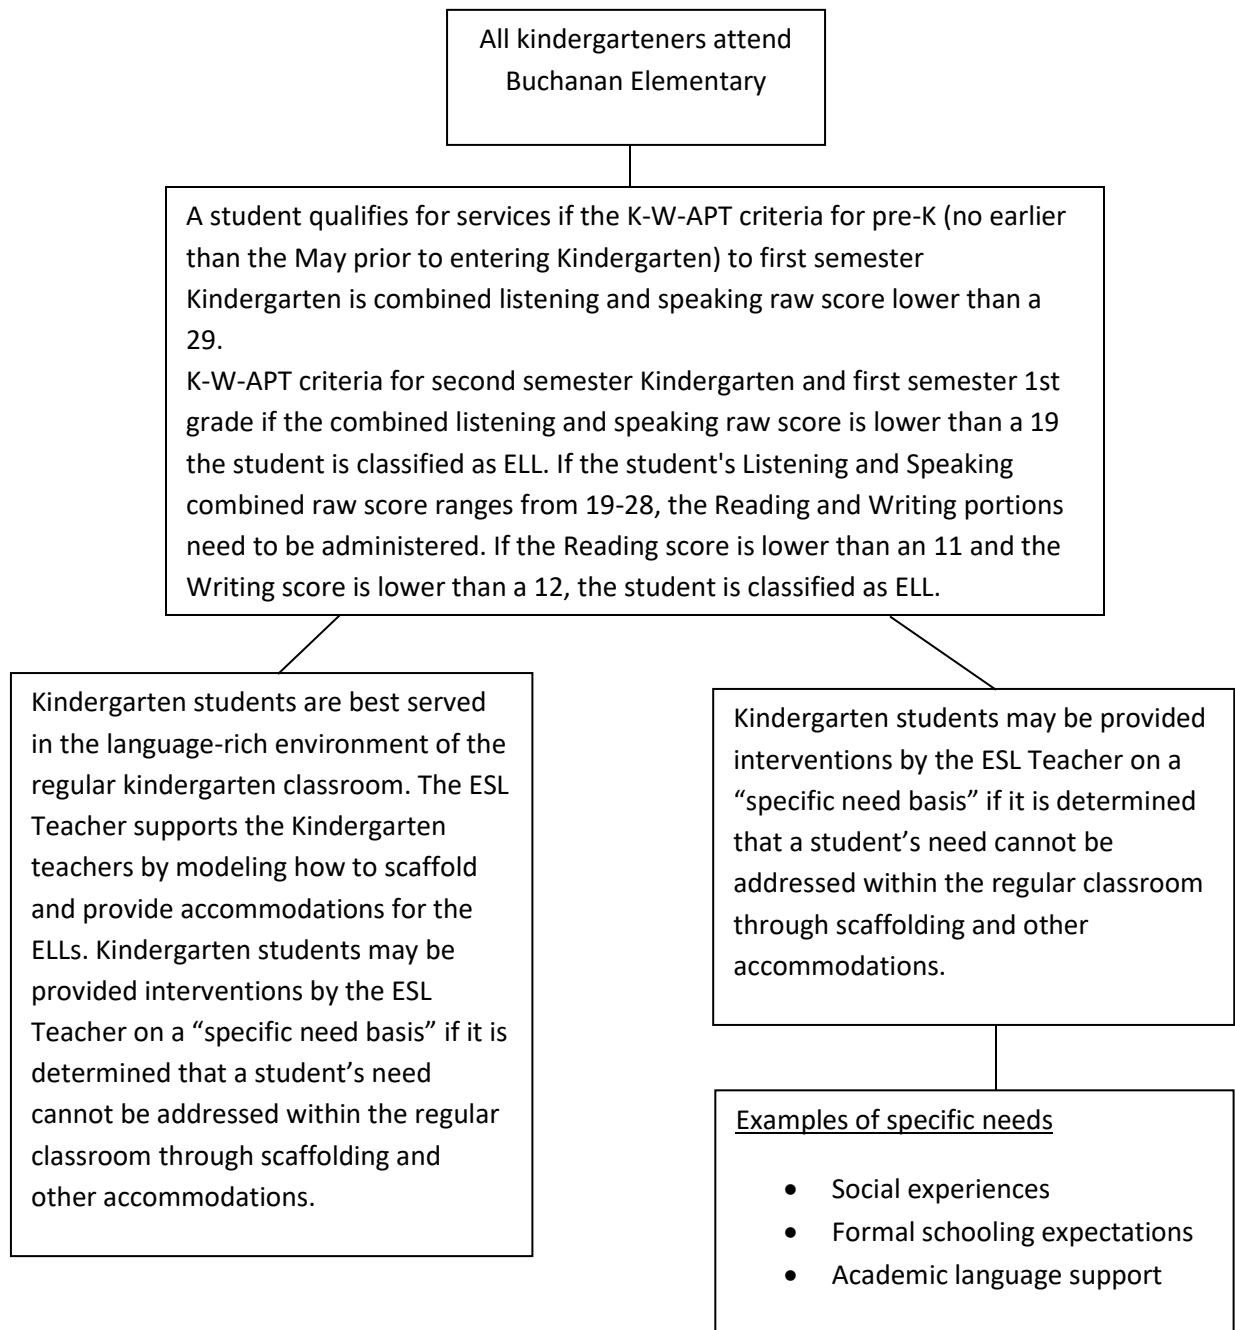 All kindergarteners attend
Buchanan Elementary
A student qualifies for services if the K-W-APT criteria for pre-K (no earlier
than the May prior to entering Kindergarten) to first semester
Kindergarten is combined listening and speaking raw score lower than a
29.
K-W-APT criteria for second semester Kindergarten and first semester 1st
grade if the combined listening and speaking raw score is lower than a 19
the student is classified as ELL. If the student's Listening and Speaking
combined raw score ranges from 19-28, the Reading and Writing portions
need to be administered. If the Reading score is lower than an 11 and the
Writing score is lower than a 12, the student is classified as ELL.
Kindergarten students are best served
in the language-rich environment of the
regular kindergarten classroom. The ESL
Teacher supports the Kindergarten
teachers by modeling how to scaffold
and provide accommodations for the
ELLs. Kindergarten students may be
provided interventions by the ESL
Teacher on a “specific need basis” if it is
determined that a student’s need
cannot be addressed within the regular
classroom through scaffolding and
other accommodations.
Kindergarten students may be provided
interventions by the ESL Teacher on a
“specific need basis” if it is determined
that a student’s need cannot be
addressed within the regular classroom
through scaffolding and other
accommodations.
Examples of specific needs
• Social experiences
• Formal schooling expectations
• Academic language support